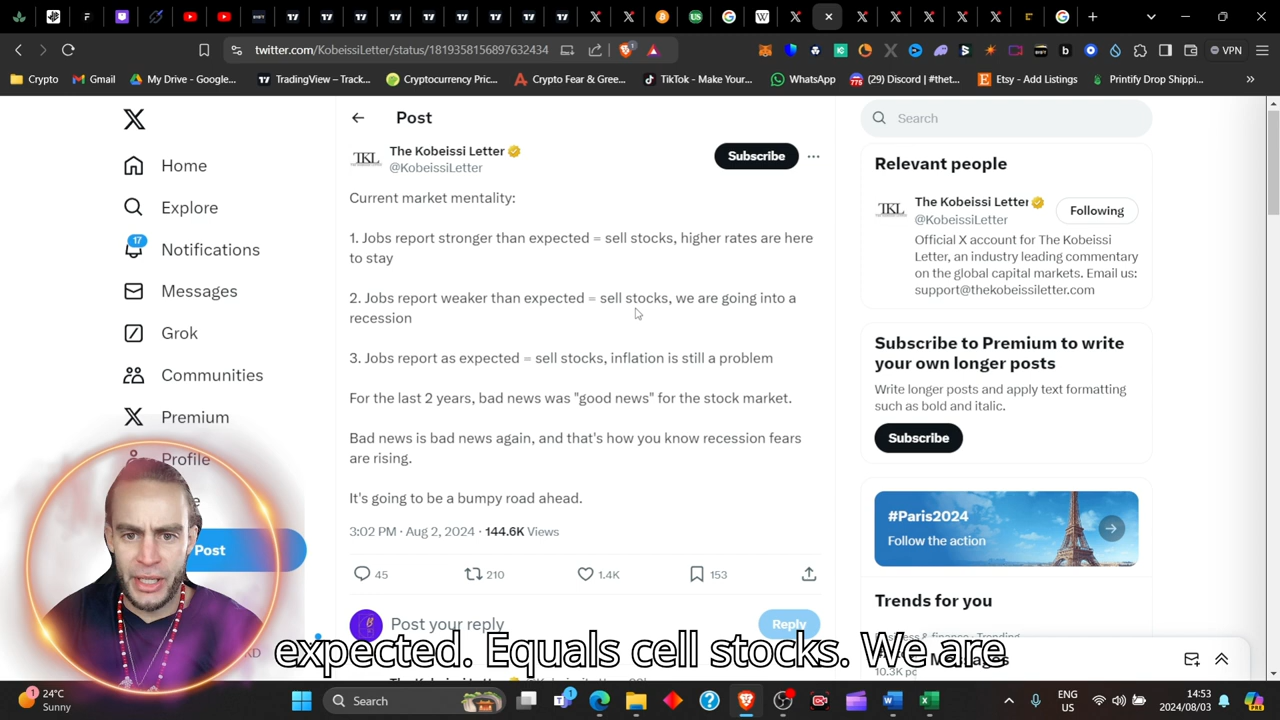 twitter.com/KobeissiLetter/status/1819358156897632434
VPN
Crypto
Gmail
My Drive - Google...
TradingView – Track...
Cryptocurrency Pric...
Crypto Fear & Gree...
TikTok - Make Your...
WhatsApp
(29) Discord | #thet...
Etsy - Add Listings
Printify Drop Shippi...
Home
Explore
17
Notifications
Messages
Grok
Communities
Premium
Profile
Post
Post
The Kobeissi Letter
@KobeissiLetter
Subscribe
Current market mentality:
1. Jobs report stronger than expected = sell stocks, higher rates are here
to stay
2. Jobs report weaker than expected = sell stocks, we are going into a
recession
3. Jobs report as expected = sell stocks, inflation is still a problem
For the last 2 years, bad news was "good news" for the stock market.
Bad news is bad news again, and that's how you know recession fears
are rising.
It's going to be a bumpy road ahead.
3:02 PM · Aug 2, 2024 · 144.6K Views
45
210
1.4K
153
Post your reply
Reply
Search
Relevant people
The Kobeissi Letter
@KobeissiLetter
Following
Official X account for The Kobeissi
Letter, an industry leading commentary
on the global capital markets. Email us:
support@thekobeissiletter.com
Subscribe to Premium to write
your own longer posts
Write longer posts and apply text formatting
such as bold and italic.
Subscribe
#Paris2024
Follow the action
Trends for you
expected. Equals cell stocks. We are
24°C
Sunny
Search
ENG
US
14:53
2024/08/03